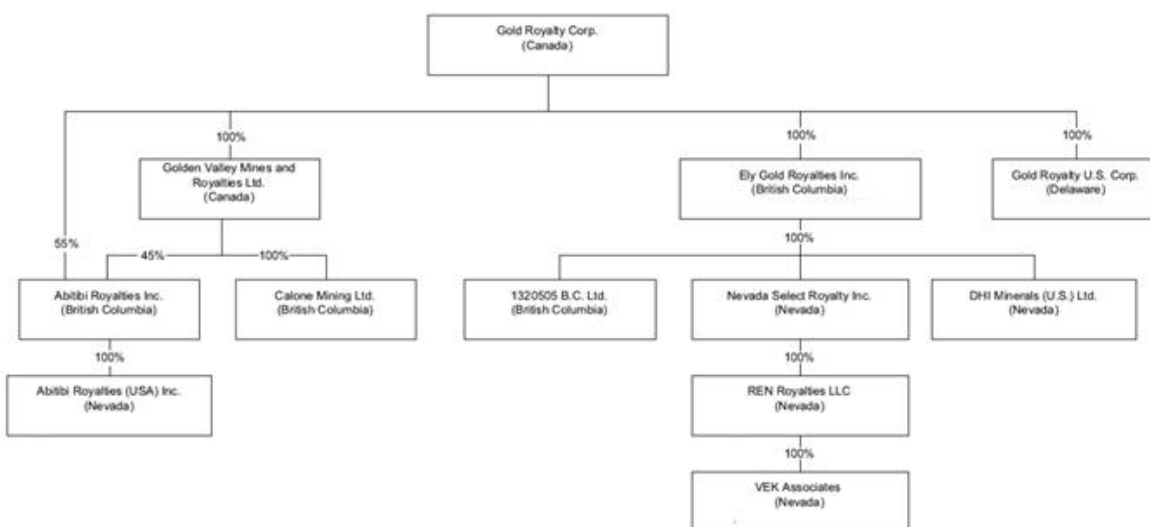 Gold Royalty Corp.
(Canada)
100%
100%
100%
Golden Valley Mines and
Royalties Ltd.
(Canada)
Ely Gold Royalties Inc.
(British Columbia)
Gold Royalty U.S. Corp.
(Delaware)
55%
45%
100%
100%
Abitibi Royalties Inc.
(British Columbia)
Calone Mining Ltd.
(British Columbia)
1320505 B.C. Ltd.
(British Columbia)
Nevada Select Royalty Inc.
(Nevada)
DHI Minerals (U.S.) Ltd.
(Nevada)
100%
100%
Abitibi Royalties (USA) Inc.
(Nevada)
REN Royalties LLC
(Nevada)
100%
VEK Associates
(Nevada)